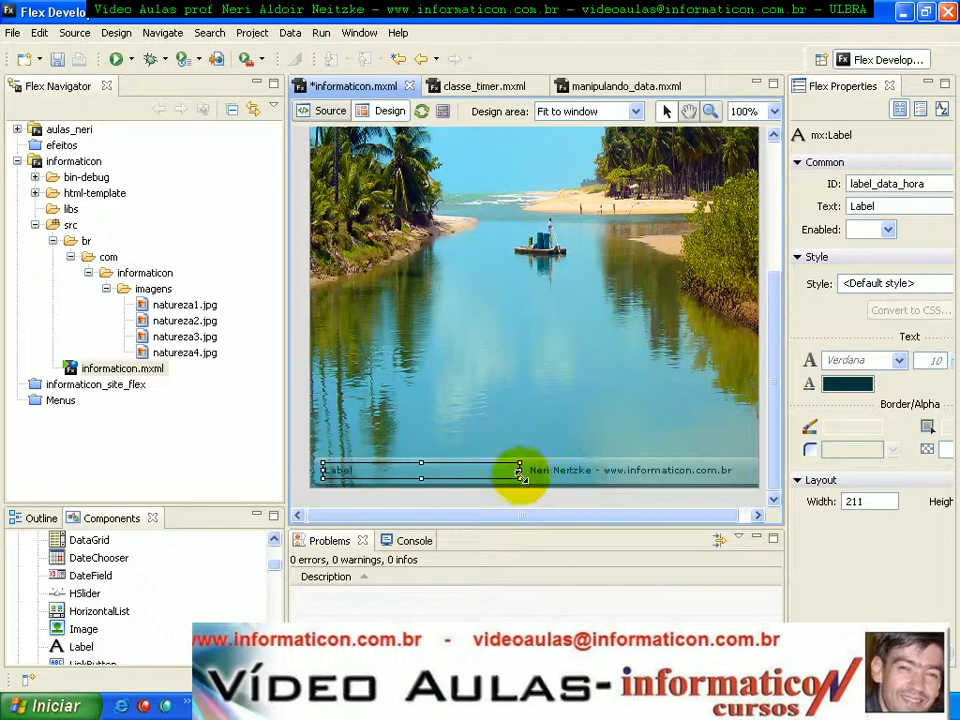 Flex Develo
Vídeo Aulas prof Neri Aldoir Neitzke – www.informaticon.com.br – videoaulas@informaticon.com.br – ULBRA
File Edit Source Design Navigate Search Project Data Run Window Help
Flex Develop...
Flex Navigator
*informaticon.mxml
classe_timer.mxml
manipulando_data.mxml
Flex Properties
Source
Design
Design area:
Fit to window
100%
aulas_neri
efeitos
informaticon
bin-debug
html-template
libs
src
br
com
informaticon
imagens
natureza1.jpg
natureza2.jpg
natureza3.jpg
natureza4.jpg
informaticon.mxml
informaticon_site_flex
Menus
mx:Label
Common
ID: label_data_hora
Text: Label
Enabled:
Style
Style: <Default style>
Convert to CSS...
Text
Verdana 10
Border/Alpha
Layout
Width: 211
Heigh
Label
Neri Neitzke - www.informaticon.com.br
Outline
Components
DataGrid
DateChooser
DateField
HSlider
HorizontalList
Image
Label
LinkButton
Problems
Console
0 errors, 0 warnings, 0 infos
Description
www.informaticon.com.br - videoaulas@informaticon.com.br
Vídeo Aulas- informaticon
cursos
Iniciar